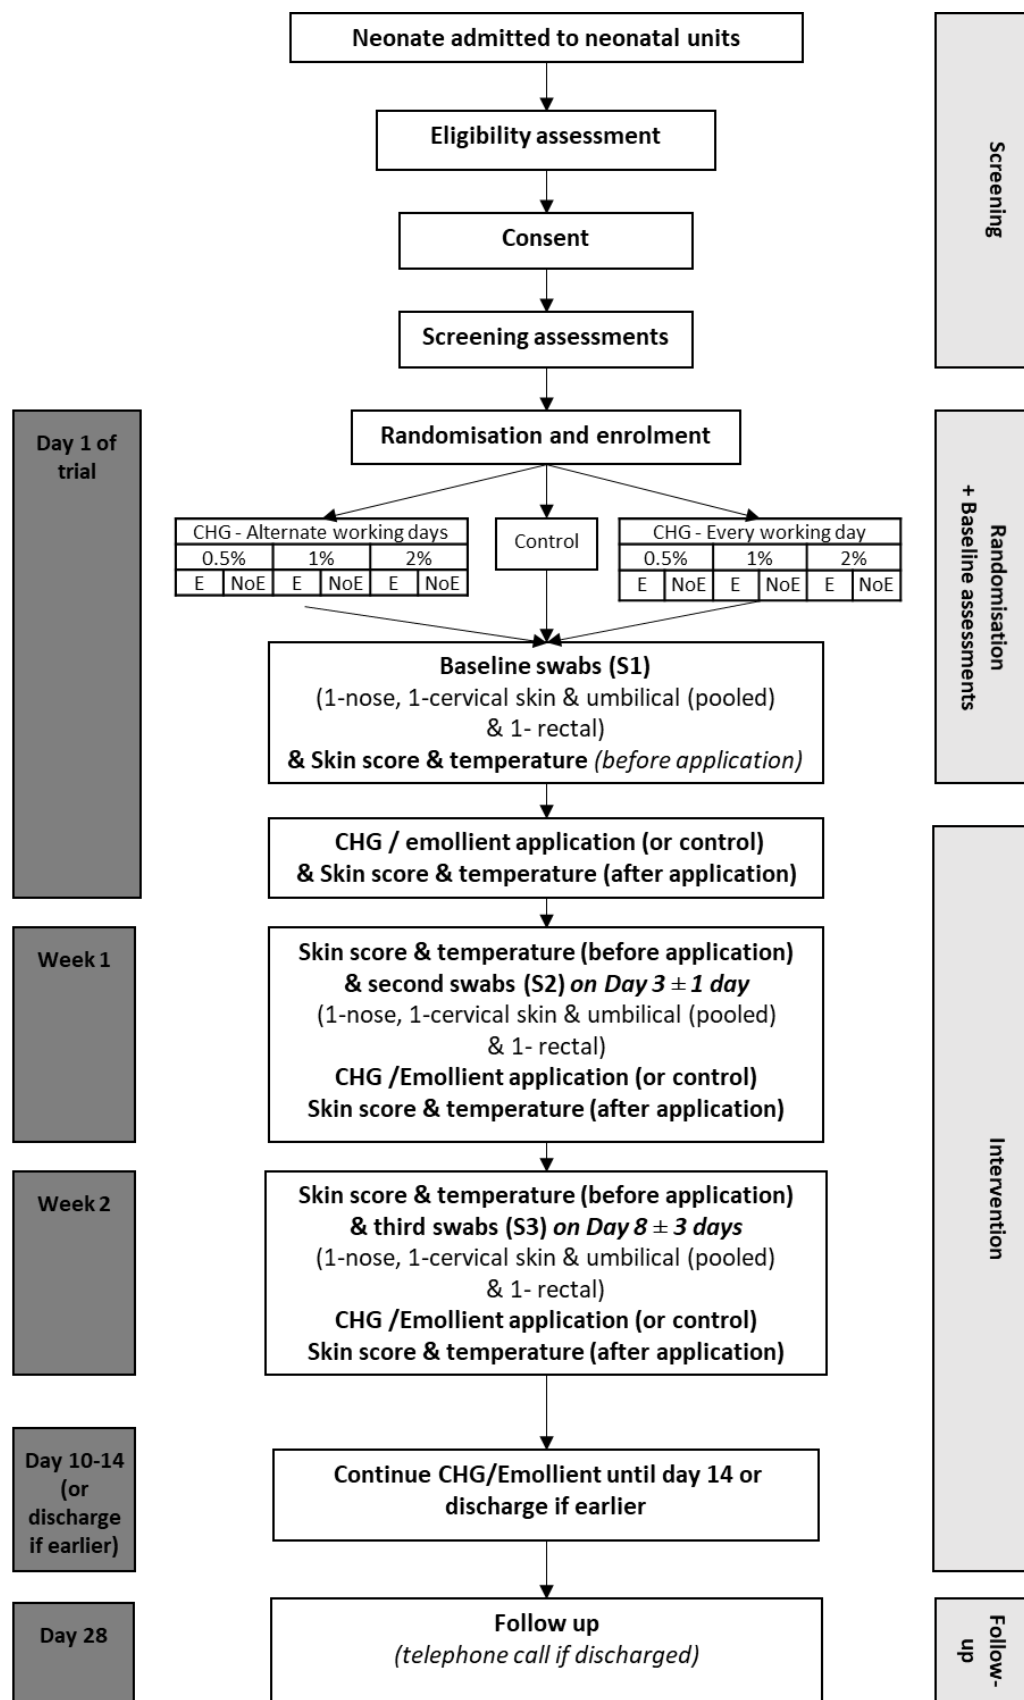 Neonate admitted to neonatal units
Eligibility assessment
Consent
Screening assessments
Screening
Day 1 of
trial
Randomisation and enrolment
CHG - Alternate working days
0.5% 1% 2%
E NoE E NoE E NoE
Control
CHG - Every working day
0.5% 1% 2%
E NoE E NoE E NoE
Randomisation
+ Baseline assessments
Baseline swabs (S1)
(1-nose, 1-cervical skin & umbilical (pooled)
& 1- rectal)
& Skin score & temperature (before application)
CHG / emollient application (or control)
& Skin score & temperature (after application)
Week 1
Skin score & temperature (before application)
& second swabs (S2) on Day 3 ± 1 day
(1-nose, 1-cervical skin & umbilical (pooled)
& 1- rectal)
CHG /Emollient application (or control)
Skin score & temperature (after application)
Intervention
Week 2
Skin score & temperature (before application)
& third swabs (S3) on Day 8 ± 3 days
(1-nose, 1-cervical skin & umbilical (pooled)
& 1- rectal)
CHG /Emollient application (or control)
Skin score & temperature (after application)
Day 10-14
(or
discharge
if earlier)
Continue CHG/Emollient until day 14 or
discharge if earlier
Day 28
Follow up
(telephone call if discharged)
Follow-
up